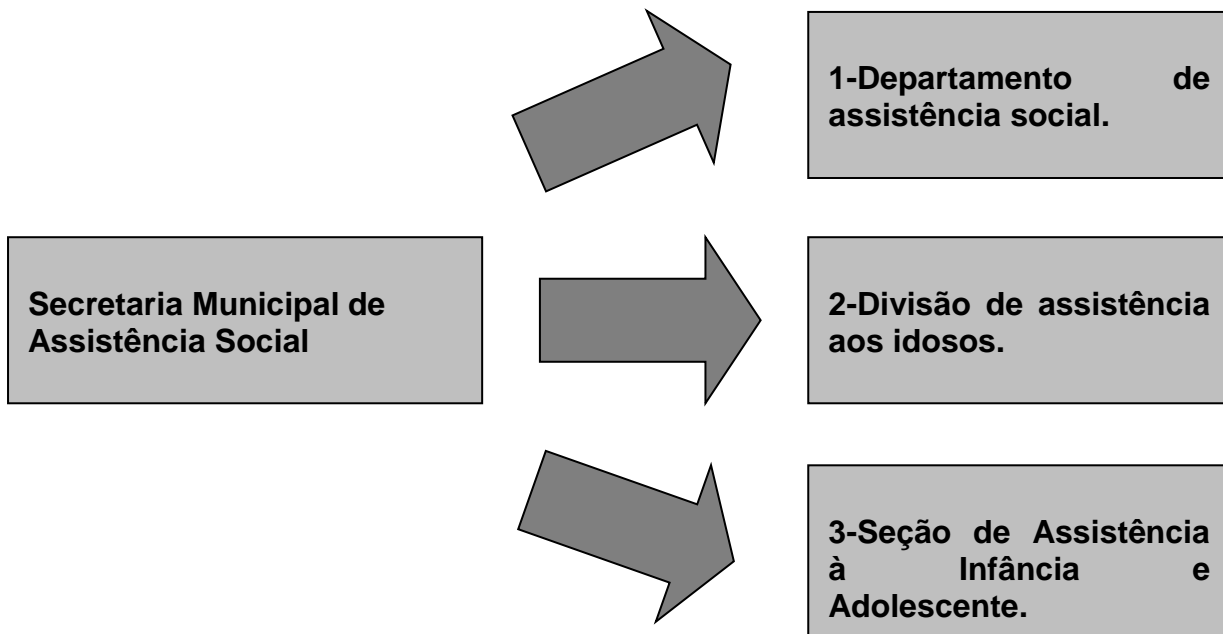 1-Departamento de
assistência social.
Secretaria Municipal de
Assistência Social
2-Divisão de assistência
aos idosos.
3-Seção de Assistência
à Infância e
Adolescente.